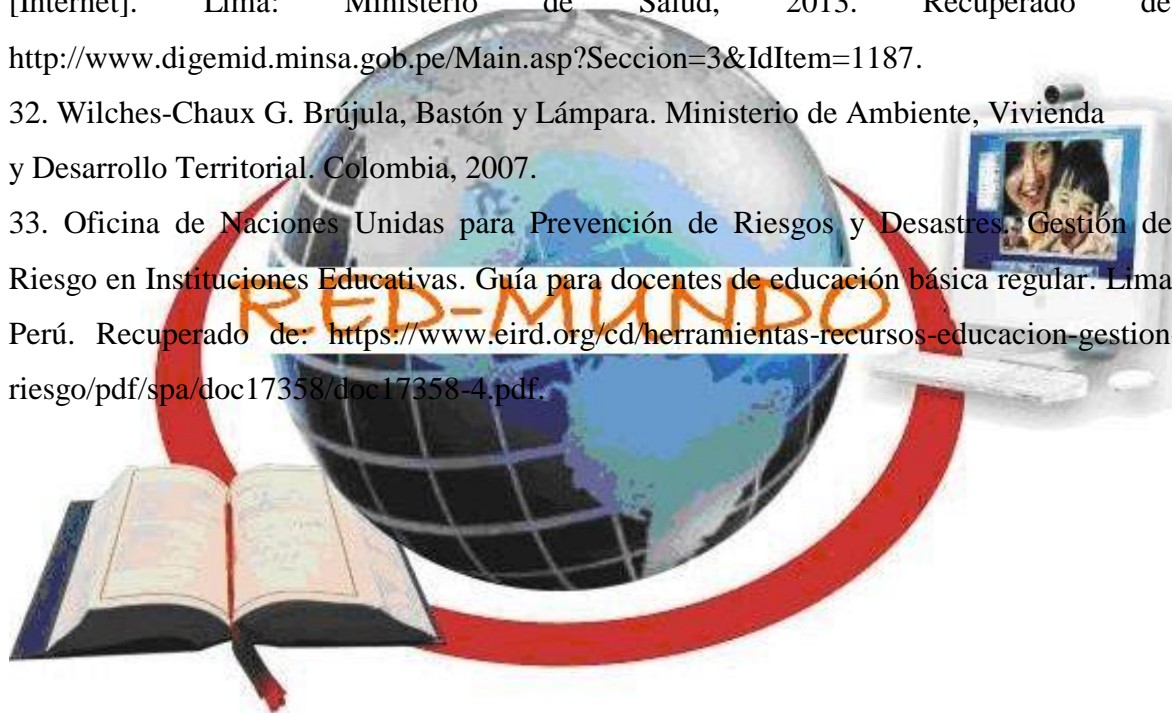 [Internet]. Lima: Ministerio de Salud, 2013. Recuperado de
http://www.digemid.minsa.gob.pe/Main.asp?Seccion=3&IdItem=1187.
32. Wilches-Chaux G. Brújula, Bastón y Lámpara. Ministerio de Ambiente, Vivienda
y Desarrollo Territorial. Colombia, 2007.
33. Oficina de Naciones Unidas para Prevención de Riesgos y Desastres. Gestión de
Riesgo en Instituciones Educativas. Guía para docentes de educación básica regular. Lima
RED-MUNDO
Perú. Recuperado de: https://www.eird.org/cd/herramientas-recursos-educacion-gestion
riesgo/pdf/spa/doc17358/doc17358-4.pdf.